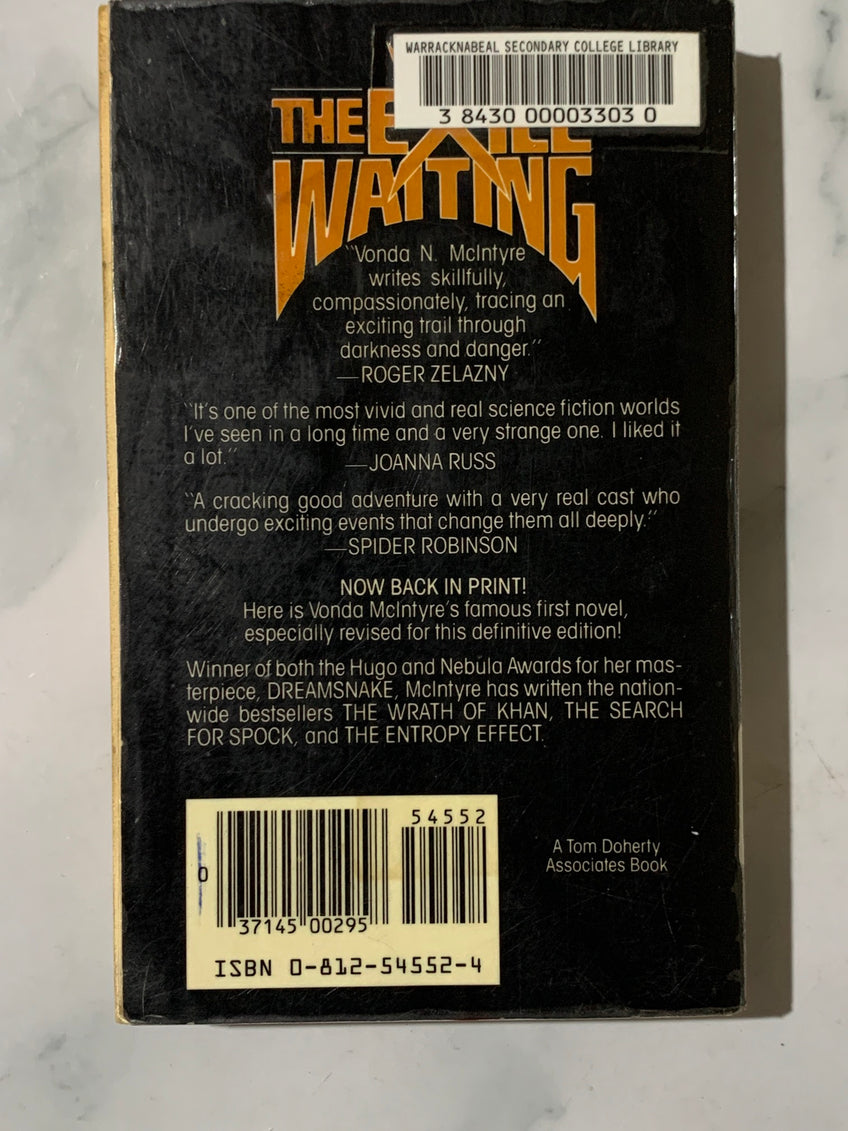 WARRACKNABEAL SECONDARY COLLEGE LIBRARY
3 8430 00003303 0
THE EXILE
WAITING
“Vonda N. McIntyre
writes skillfully,
compassionately, tracing an
exciting trail through
darkness and danger.”
—ROGER ZELAZNY
“It's one of the most vivid and real science fiction worlds
I've seen in a long time and a very strange one. I liked it
a lot.” —JOANNA RUSS
“A cracking good adventure with a very real cast who
undergo exciting events that change them all deeply.”
—SPIDER ROBINSON
NOW BACK IN PRINT!
Here is Vonda McIntyre's famous first novel,
especially revised for this definitive edition!
Winner of both the Hugo and Nebula Awards for her mas-
terpiece, DREAMSNAKE, McIntyre has written the nation-
wide bestsellers THE WRATH OF KHAN, THE SEARCH
FOR SPOCK, and THE ENTROPY EFFECT.
54552
0
37145 00295
ISBN 0-812-54552-4
A Tom Doherty
Associates Book